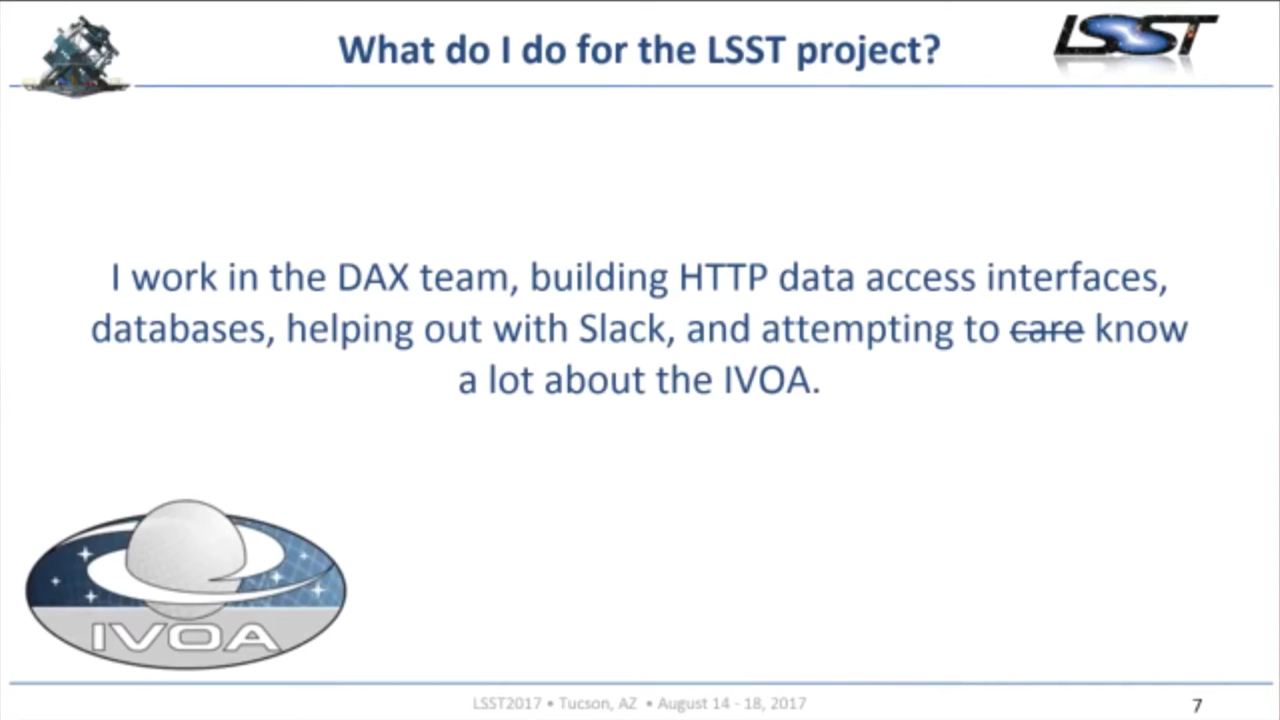 What do I do for the LSST project?
LSST
I work in the DAX team, building HTTP data access interfaces,
databases, helping out with Slack, and attempting to care know
a lot about the IVOA.
IVOA
LSST2017 • Tucson, AZ • August 14 - 18, 2017
7